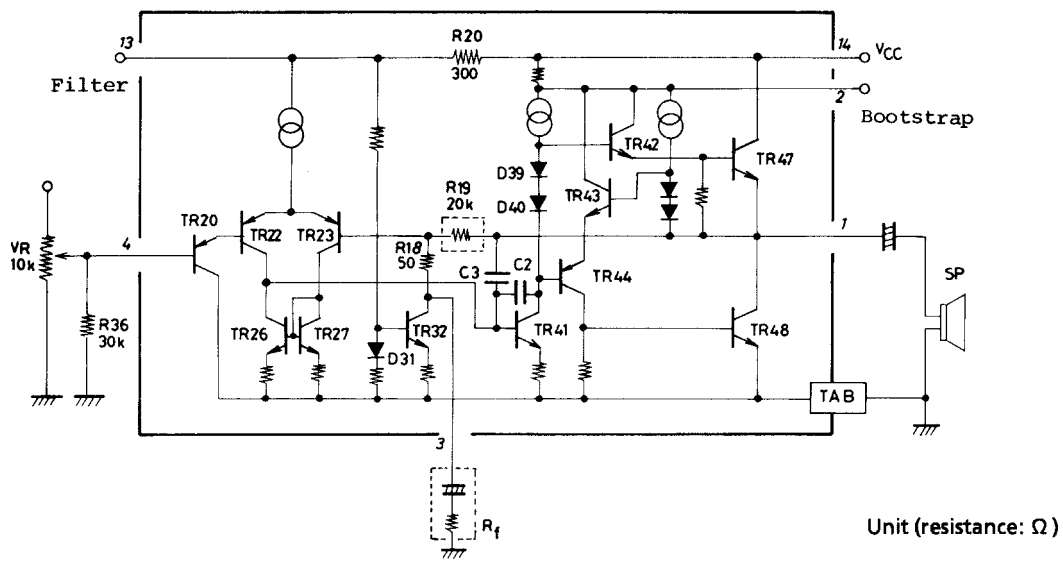 13
R20
300
14
VCC
Filter
2
Bootstrap
TR42
TR47
D39
R19
20k
TR43
D40
TR20
VR
10k
4
TR22
TR23
1
R18
50
C3
C2
TR44
SP
R36
30k
TR26
TR27
TR32
D31
TR41
TR48
TAB
3
Rf
Unit (resistance: Ω)